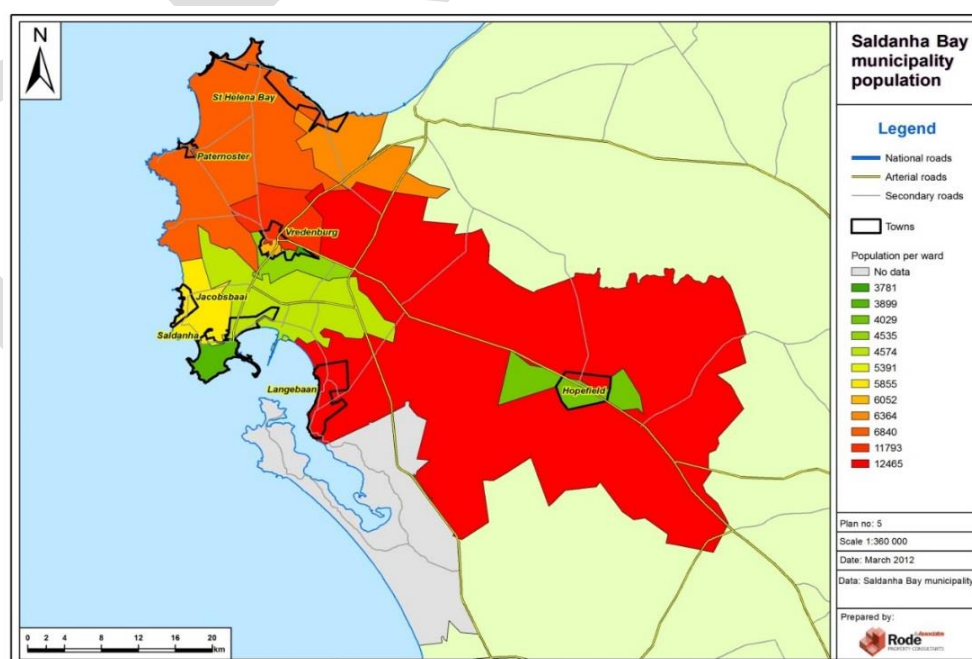 N
St Helena Bay
Paternoster
Vredenburg
Jacobsbaai
Saldanha
Langebaan
Hopefield
0 2 4 8 12 16 20
km
Saldanha Bay
municipality
population
Legend
National roads
Arterial roads
Secondary roads
Towns
Population per ward
No data
3781
3899
4029
4535
4574
5391
5855
6052
6364
6840
11793
12465
Plan no: 5
Scale 1:360 000
Date: March 2012
Data: Saldanha Bay municipality
Prepared by:
Rode & Associates
PROPERTY CONSULTANTS